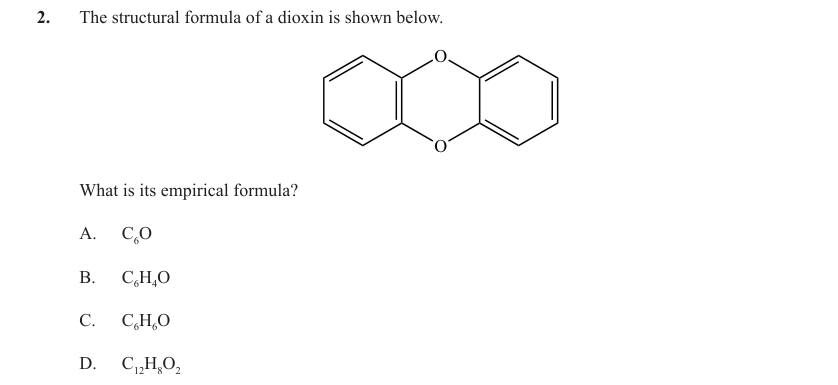 2. The structural formula of a dioxin is shown below.
O
O
What is its empirical formula?
A. C₆O
B. C₆H₄O
C. C₆H₆O
D. C₁₂H₈O₂